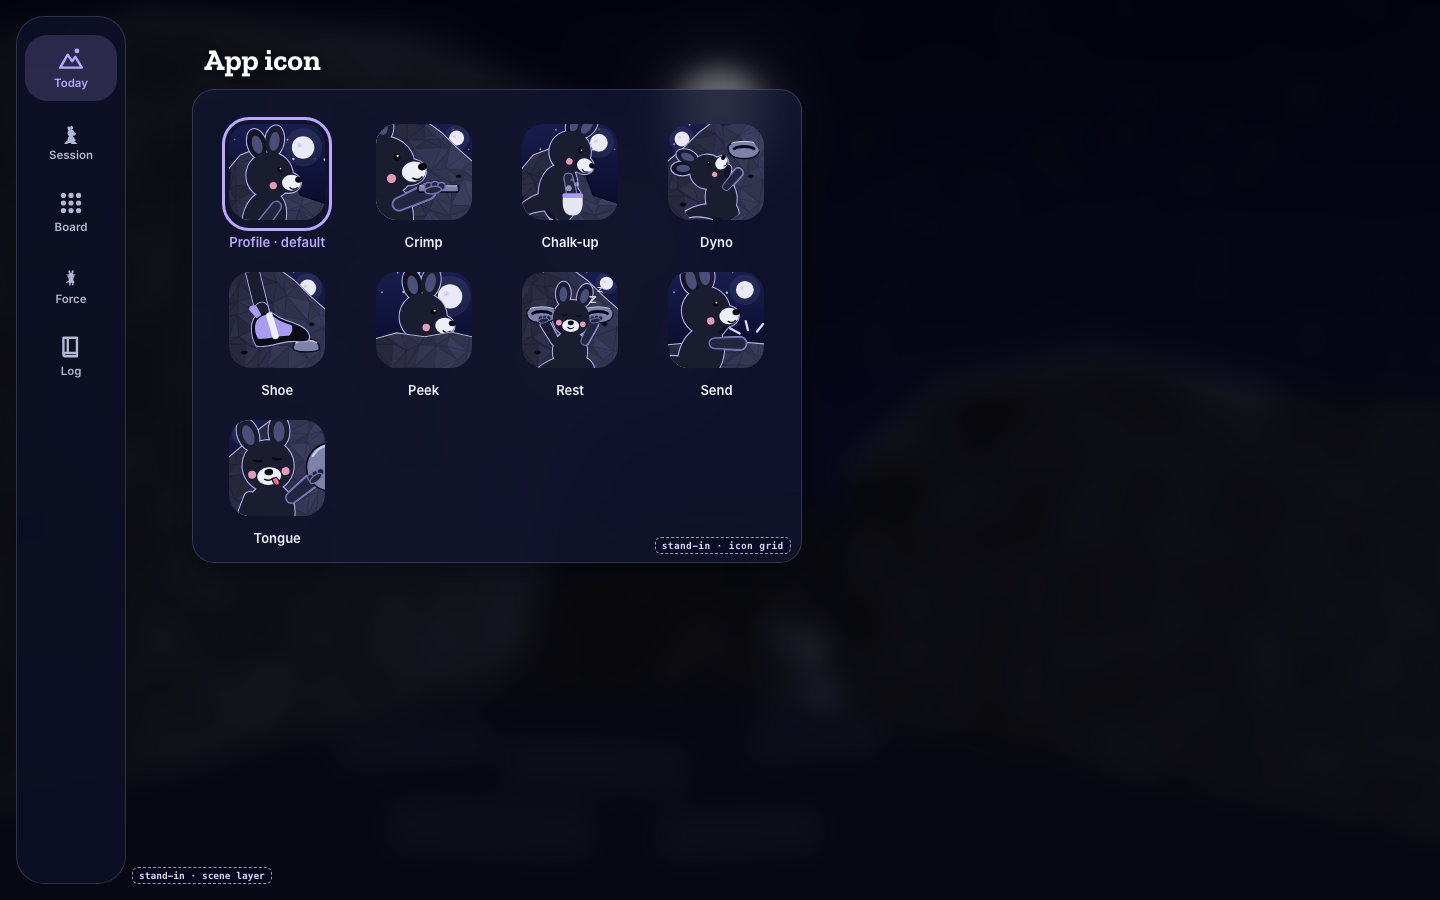 App icon
Today
Session
Board
Force
Log
Profile · default
Crimp
Chalk-up
Dyno
Shoe
Peek
Rest
Send
Tongue
z
z
stand-in · icon grid
stand-in · scene layer